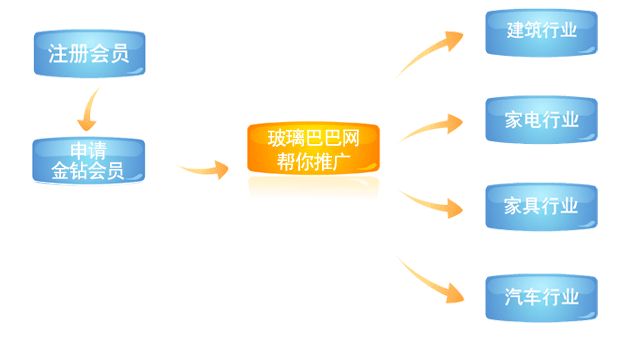 注册会员
申请
金钻会员
玻璃巴巴网
帮你推广
建筑行业
家电行业
家具行业
汽车行业